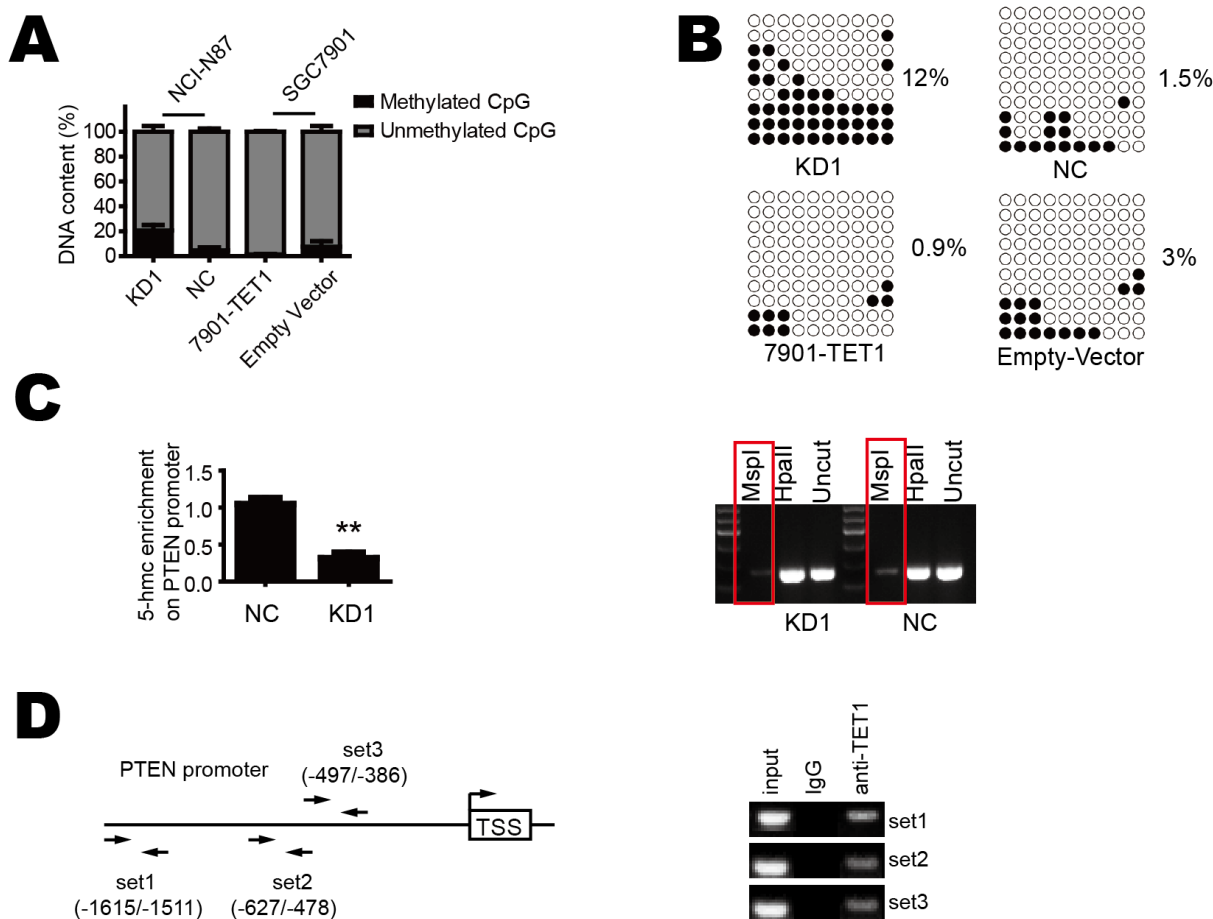 A
NCI-N87
SGC7901
Methylated CpG
Unmethylated CpG
DNA content (%)
100
80
60
40
20
0
KD1
NC
7901-TET1
Empty Vector
B
12%
KD1
1.5%
NC
0.9%
7901-TET1
3%
Empty-Vector
C
5-hmc enrichment
on PTEN promoter
1.5
1.0
0.5
0.0
**
NC
KD1
MspI
HpaII
Uncut
MspI
HpaII
Uncut
KD1
NC
D
PTEN promoter
set3
(-497/-386)
TSS
set1
(-1615/-1511)
set2
(-627/-478)
input
IgG
anti-TET1
set1
set2
set3